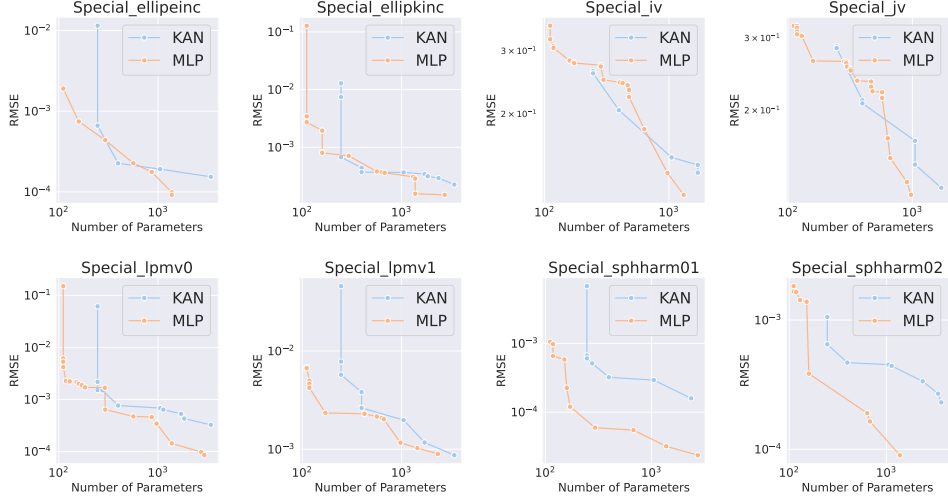 Special_ellipeinc
10⁻²
10⁻³
10⁻⁴
RMSE
KAN
MLP
10²
10³
Number of Parameters
Special_ellipkinc
10⁻¹
10⁻²
10⁻³
RMSE
KAN
MLP
10²
10³
Number of Parameters
Special_iv
3 × 10⁻¹
2 × 10⁻¹
RMSE
KAN
MLP
10²
10³
Number of Parameters
Special_jv
3 × 10⁻¹
2 × 10⁻¹
RMSE
KAN
MLP
10²
10³
Number of Parameters
Special_lpmv0
10⁻¹
10⁻²
10⁻³
10⁻⁴
RMSE
KAN
MLP
10²
10³
Number of Parameters
Special_lpmv1
10⁻²
10⁻³
RMSE
KAN
MLP
10²
10³
Number of Parameters
Special_sphharm01
10⁻³
10⁻⁴
RMSE
KAN
MLP
10²
10³
Number of Parameters
Special_sphharm02
10⁻³
10⁻⁴
RMSE
KAN
MLP
10²
10³
Number of Parameters